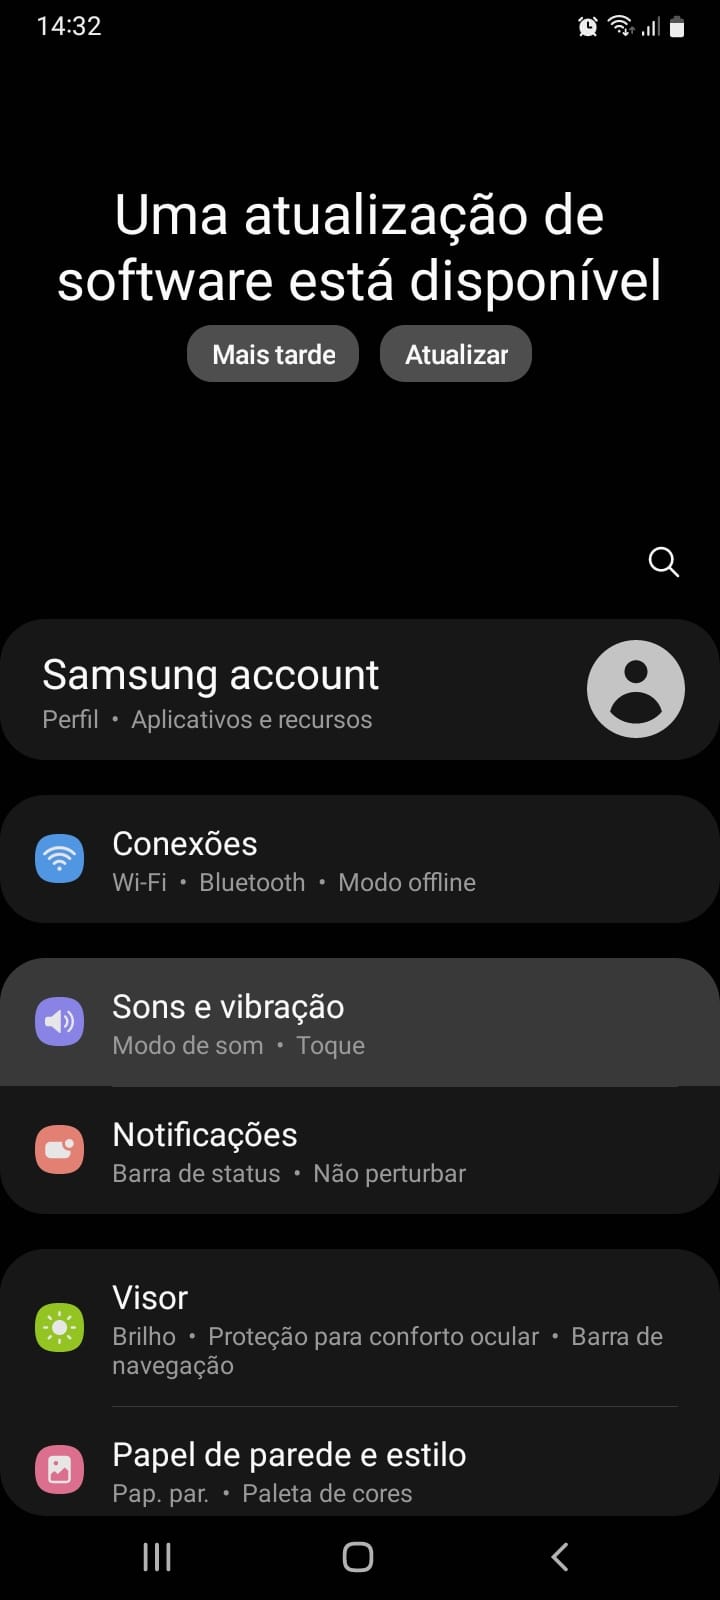 14:32
Uma atualização de
software está disponível
Mais tarde Atualizar
Samsung account
Perfil • Aplicativos e recursos
Conexões
Wi-Fi • Bluetooth • Modo offline
Sons e vibração
Modo de som • Toque
Notificações
Barra de status • Não perturbar
Visor
Brilho • Proteção para conforto ocular • Barra de
navegação
Papel de parede e estilo
Pap. par. • Paleta de cores